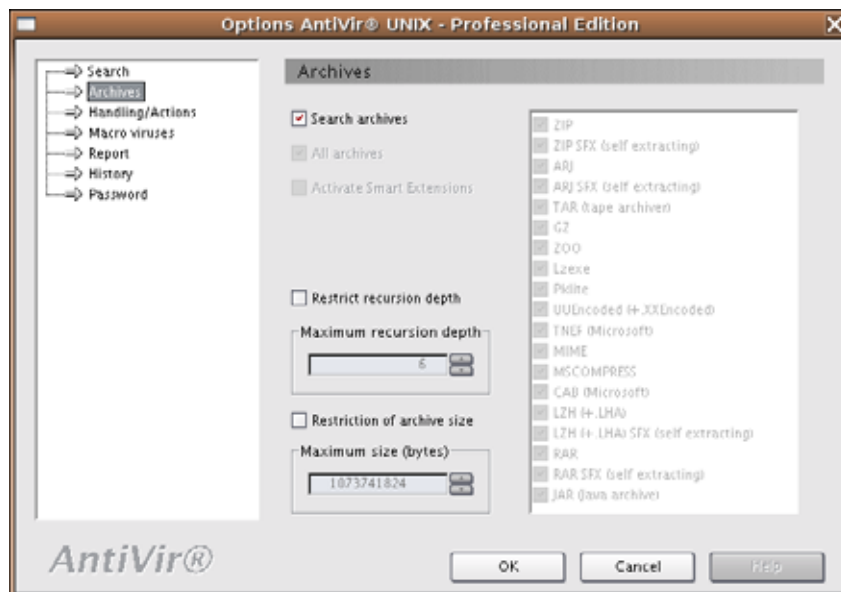 Options AntiVir® UNIX - Professional Edition
Search
Archives
Handling/Actions
Macro viruses
Report
History
Password
Archives
Search archives
All archives
Activate Smart Extensions
Restrict recursion depth
Maximum recursion depth
6
Restriction of archive size
Maximum size (bytes)
1073741824
ZIP
ZIP SFX (self extracting)
ARJ
ARJ SFX (self extracting)
TAR (tape archiver)
GZ
ZOO
Lzexe
Pklite
UUEncoded (+.XXEncoded)
TNEF (Microsoft)
MIME
MSCOMPRESS
CAB (Microsoft)
LZH (+.LHA)
LZH (+.LHA) SFX (self extracting)
RAR
RAR SFX (self extracting)
JAR (Java archive)
AntiVir®
OK
Cancel
Help